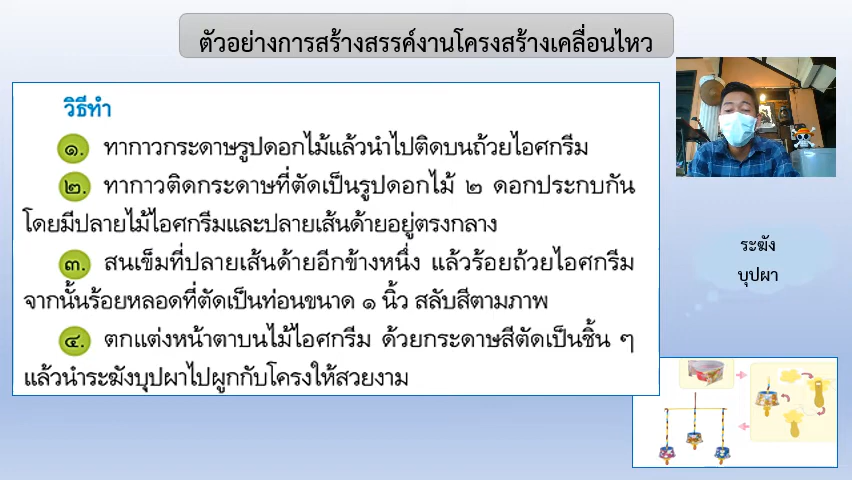 ตัวอย่างการสร้างสรรค์งานโครงสร้างเคลื่อนไหว
วิธีทำ
๑. ทากาวกระดาษรูปดอกไม้แล้วนำไปติดบนถ้วยไอศกรีม
๒. ทากาวติดกระดาษที่ตัดเป็นรูปดอกไม้ ๒ ดอกประกบกัน
โดยมีปลายไม้ไอศกรีมและปลายเส้นด้ายอยู่ตรงกลาง
๓. สนเข็มที่ปลายเส้นด้ายอีกข้างหนึ่ง แล้วร้อยถ้วยไอศกรีม
จากนั้นร้อยหลอดที่ตัดเป็นท่อนขนาด ๑ นิ้ว สลับสีตามภาพ
๔. ตกแต่งหน้าตาบนไม้ไอศกรีม ด้วยกระดาษสีตัดเป็นชิ้น ๆ
แล้วนำระฆังบุปผาไปผูกกับโครงให้สวยงาม
ระฆัง
บุปผา